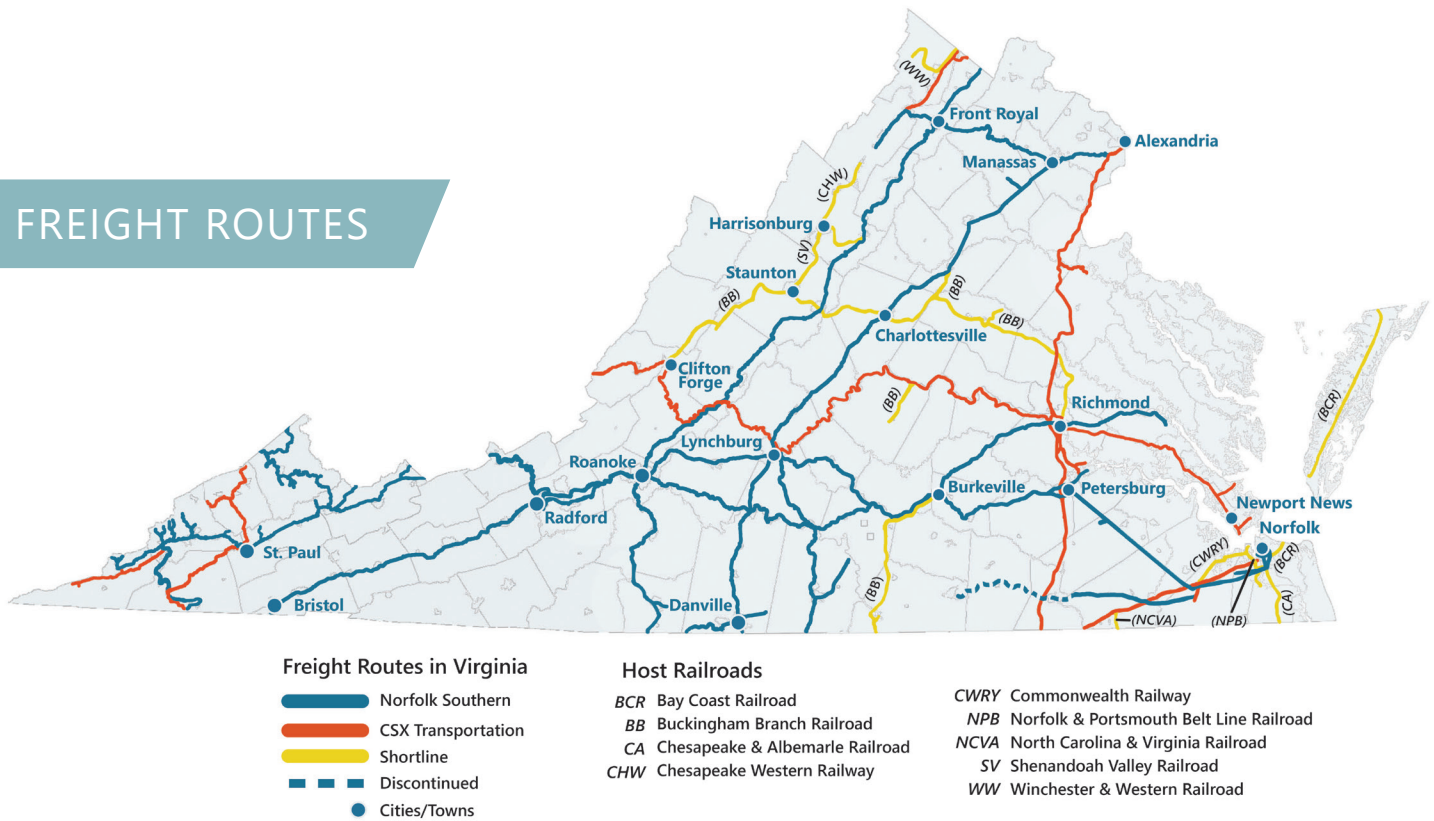 FREIGHT ROUTES
(WW)
Front Royal
Alexandria
Manassas
(CHW)
Harrisonburg
(SV)
Staunton
(BB)
(BB)
(BB)
Charlottesville
Clifton
Forge
(BB)
(BCR)
Richmond
Lynchburg
Roanoke
Burkeville
Petersburg
Radford
Newport News
Norfolk
St. Paul
(CWRY)
(BCR)
(BB)
Bristol
Danville
(CA)
(NCVA)
(NPB)
Freight Routes in Virginia
Norfolk Southern
CSX Transportation
Shortline
Discontinued
Cities/Towns
Host Railroads
BCR Bay Coast Railroad
BB Buckingham Branch Railroad
CA Chesapeake & Albemarle Railroad
CHW Chesapeake Western Railway
CWRY Commonwealth Railway
NPB Norfolk & Portsmouth Belt Line Railroad
NCVA North Carolina & Virginia Railroad
SV Shenandoah Valley Railroad
WW Winchester & Western Railroad